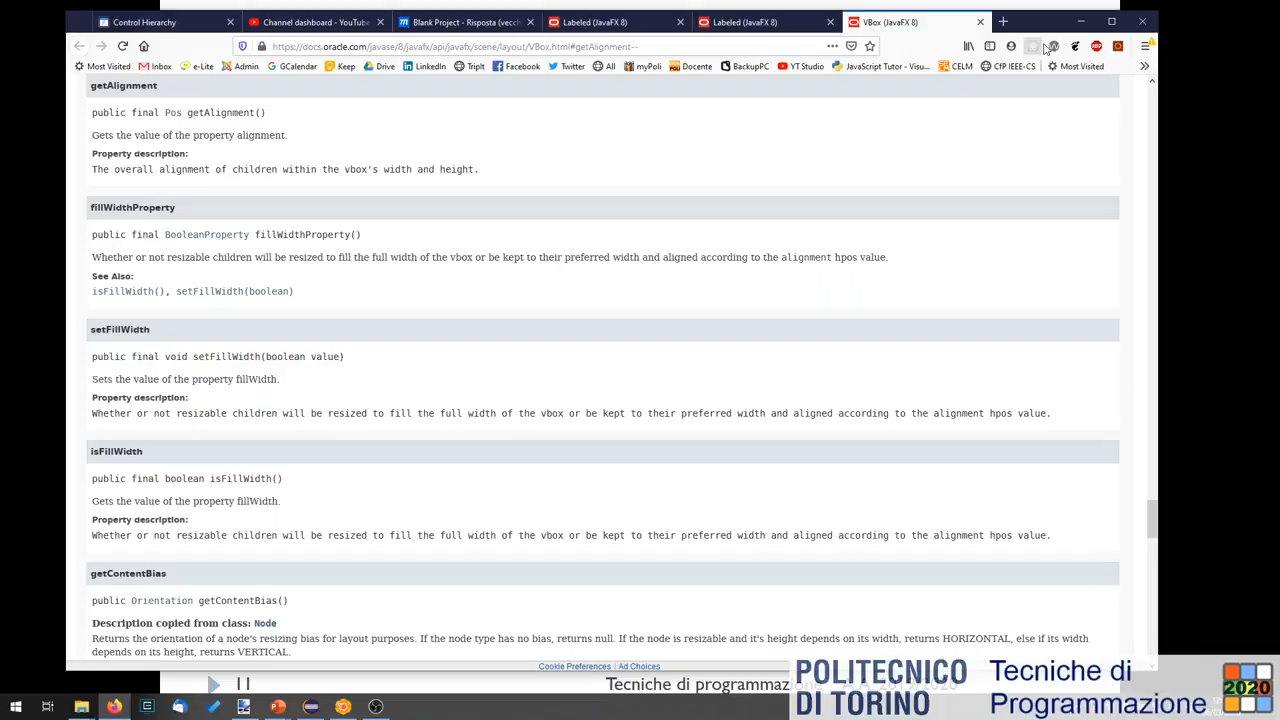 Control Hierarchy
Channel dashboard - YouTube
Blank Project - Risposta (vecch
Labeled (JavaFX 8)
Labeled (JavaFX 8)
VBox (JavaFX 8)
https://docs.oracle.com/javase/8/javafx/api/javafx/scene/layout/VBox.html#getAlignment--
Most Visited Inbox e-Lite Admin GCalendar Keep Drive LinkedIn TripIt Facebook Twitter All myPoli Docente BackupPC YT Studio JavaScript Tutor - Visu... CELM CfP IEEE-CS Most Visited
getAlignment
public final Pos getAlignment()
Gets the value of the property alignment.
Property description:
The overall alignment of children within the vbox's width and height.
fillWidthProperty
public final BooleanProperty fillWidthProperty()
Whether or not resizable children will be resized to fill the full width of the vbox or be kept to their preferred width and aligned according to the alignment hpos value.
See Also:
isFillWidth(), setFillWidth(boolean)
setFillWidth
public final void setFillWidth(boolean value)
Sets the value of the property fillWidth.
Property description:
Whether or not resizable children will be resized to fill the full width of the vbox or be kept to their preferred width and aligned according to the alignment hpos value.
isFillWidth
public final boolean isFillWidth()
Gets the value of the property fillWidth.
Property description:
Whether or not resizable children will be resized to fill the full width of the vbox or be kept to their preferred width and aligned according to the alignment hpos value.
getContentBias
public Orientation getContentBias()
Description copied from class: Node
Returns the orientation of a node's resizing bias for layout purposes. If the node type has no bias, returns null. If the node is resizable and it's height depends on its width, returns HORIZONTAL, else if its width
depends on its height, returns VERTICAL.
Cookie Preferences | Ad Choices
11
Tecniche di programmazione - A.A. 2019/2020
POLITECNICO
DI TORINO
Tecniche di
Programmazione
2020